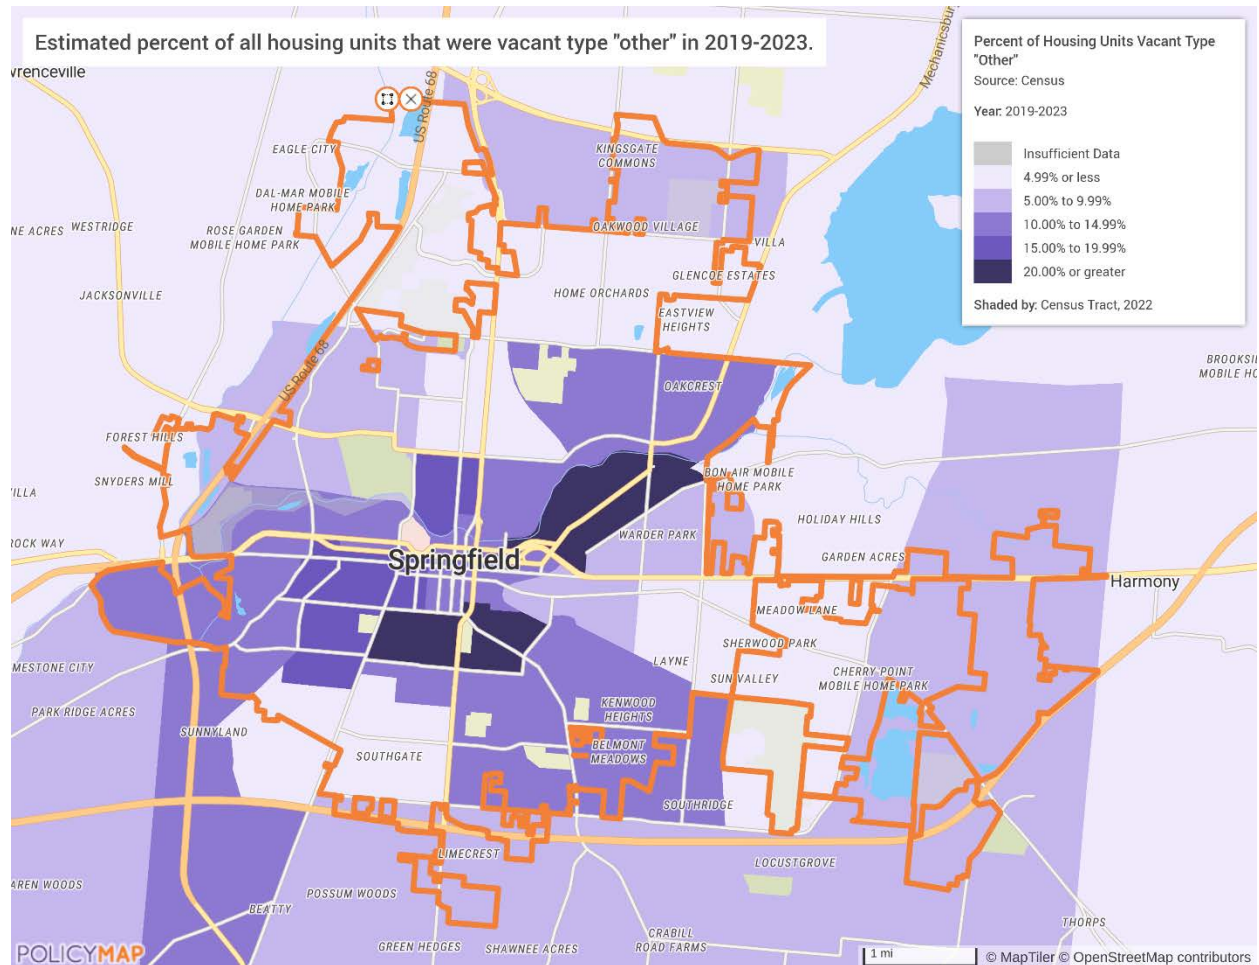 Estimated percent of all housing units that were vacant type "other" in 2019-2023.
Percent of Housing Units Vacant Type
"Other"
Source: Census
Year: 2019-2023
Insufficient Data
4.99% or less
5.00% to 9.99%
10.00% to 14.99%
15.00% to 19.99%
20.00% or greater
Shaded by: Census Tract, 2022
wrenceville
US Route 68
Mechanicsbur
EAGLE CITY
KINGSGATE
COMMONS
DAL-MAR MOBILE
HOME PARK
NE ACRES
WESTRIDGE
ROSE GARDEN
MOBILE HOME PARK
OAKWOOD VILLAGE
VILLA
GLENCOE ESTATES
JACKSONVILLE
HOME ORCHARDS
EASTVIEW
HEIGHTS
US Route 68
BROOKSI
MOBILE HO
OAKCREST
FOREST HILLS
SNYDERS MILL
BON AIR MOBILE
HOME PARK
VILLA
HOLIDAY HILLS
WARDER PARK
ROCK WAY
Springfield
GARDEN ACRES
Harmony
MEADOW LANE
SHERWOOD PARK
MESTONE CITY
LAYNE
SUN VALLEY
CHERRY POINT
MOBILE HOME PARK
PARK RIDGE ACRES
KENWOOD
HEIGHTS
SUNNYLAND
SOUTHGATE
BELMONT
MEADOWS
SOUTHRIDGE
LIMECREST
LOCUSTGROVE
AREN WOODS
POSSUM WOODS
BEATTY
THORPS
CRABILL
ROAD FARMS
GREEN HEDGES
SHAWNEE ACRES
POLICYMAP
1 mi
© MapTiler © OpenStreetMap contributors